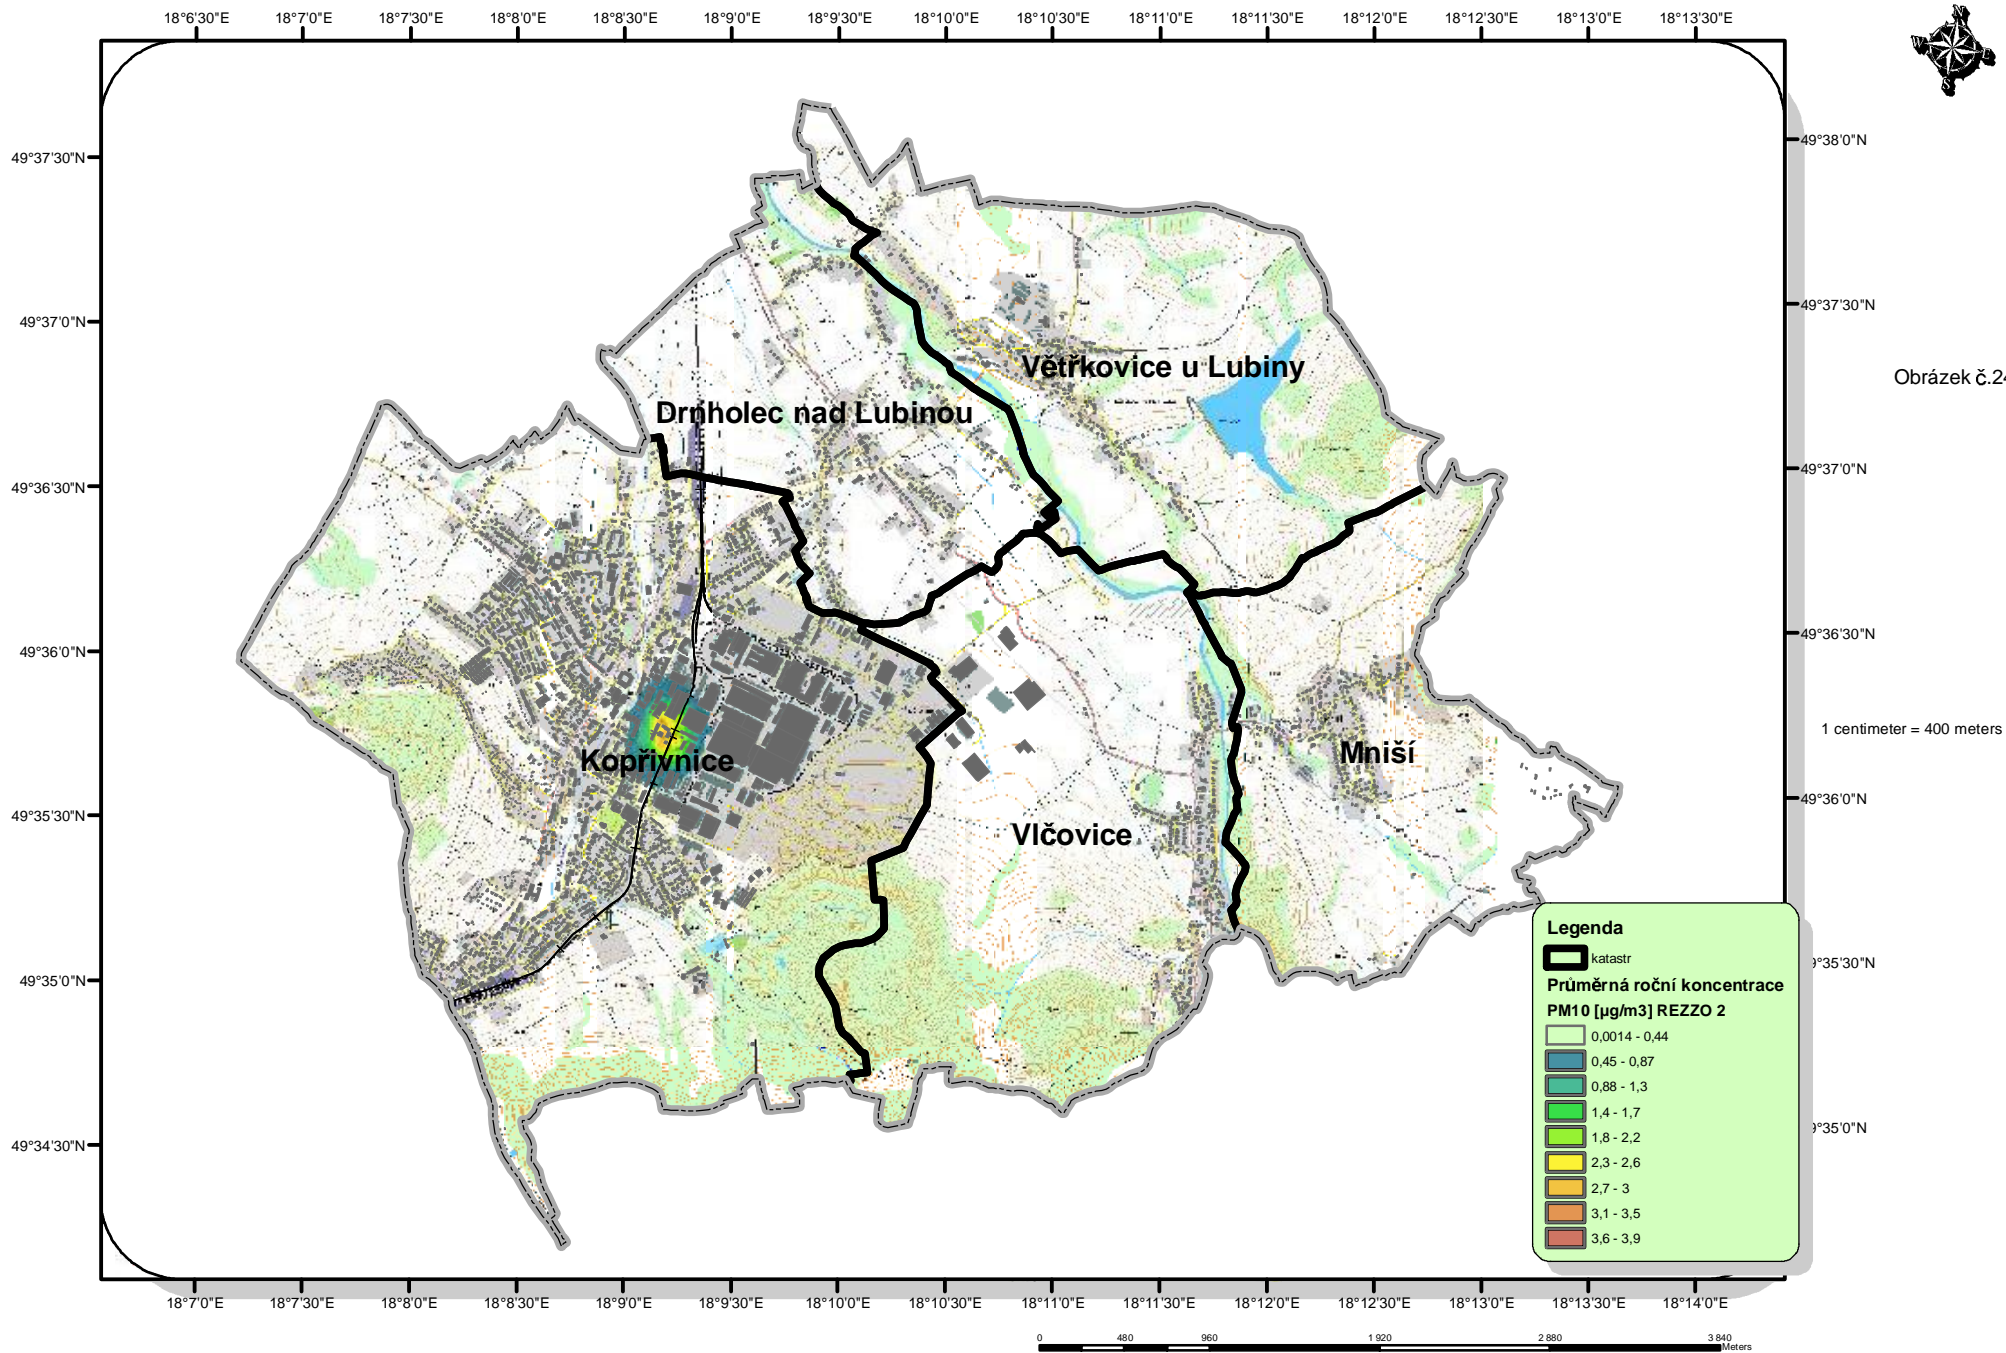 18°6'30"E 18°7'0"E 18°7'30"E 18°8'0"E 18°8'30"E 18°9'0"E 18°9'30"E 18°10'0"E 18°10'30"E 18°11'0"E 18°11'30"E 18°12'0"E 18°12'30"E 18°13'0"E 18°13'30"E
49°37'30"N
49°37'0"N
49°36'30"N
49°36'0"N
49°35'30"N
49°35'0"N
49°34'30"N
Větřkovice u Lubiny
Drnholec nad Lubinou
Kopřivnice
Mniší
Vlčovice
49°38'0"N
49°37'30"N
49°37'0"N
49°36'30"N
49°36'0"N
9°35'30"N
9°35'0"N
Obrázek č.24
1 centimeter = 400 meters
Legenda
katastr
Průměrná roční koncentrace
PM10 [µg/m3] REZZO 2
0,0014 - 0,44
0,45 - 0,87
0,88 - 1,3
1,4 - 1,7
1,8 - 2,2
2,3 - 2,6
2,7 - 3
3,1 - 3,5
3,6 - 3,9
18°7'0"E 18°7'30"E 18°8'0"E 18°8'30"E 18°9'0"E 18°9'30"E 18°10'0"E 18°10'30"E 18°11'0"E 18°11'30"E 18°12'0"E 18°12'30"E 18°13'0"E 18°13'30"E 18°14'0"E
0 480 960 1 920 2 880 3 840
Meters